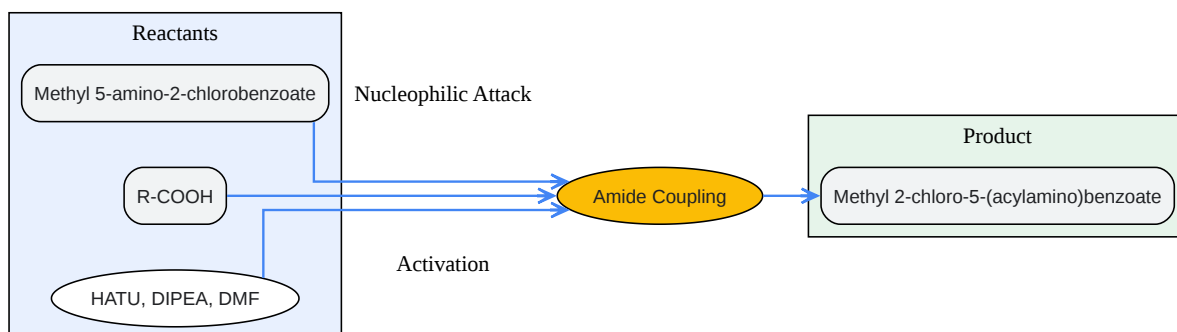 Reactants
Methyl 5-amino-2-chlorobenzoate
Nucleophilic Attack
Product
R-COOH
Amide Coupling
Methyl 2-chloro-5-(acylamino)benzoate
Activation
HATU, DIPEA, DMF